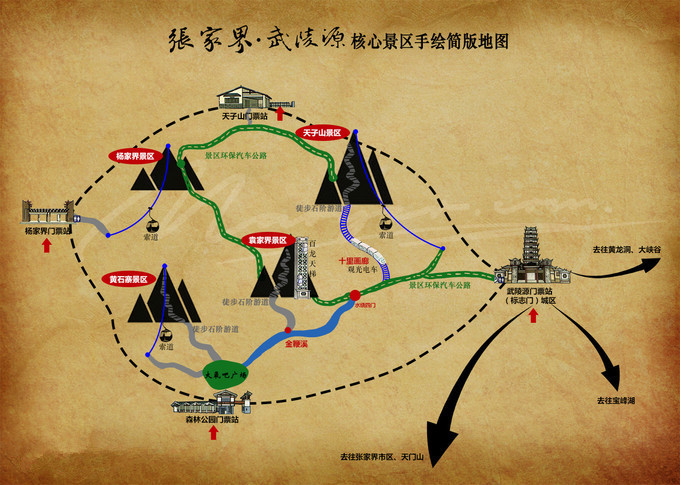 張家界·武陵源 核心景区手绘简版地图
天子山门票站
天子山景区
杨家界景区
景区环保汽车公路
徒步石阶游道
杨家界门票站
索道
索道
袁家界景区
百龙天梯
十里画廊
观光电车
去往黄龙洞、大峡谷
黄石寨景区
景区环保汽车公路
武陵源门票站
（标志门）城区
徒步石阶游道
水绕四门
徒步石阶游道
索道
金鞭溪
大氧吧广场
去往宝峰湖
森林公园门票站
去往张家界市区、天门山